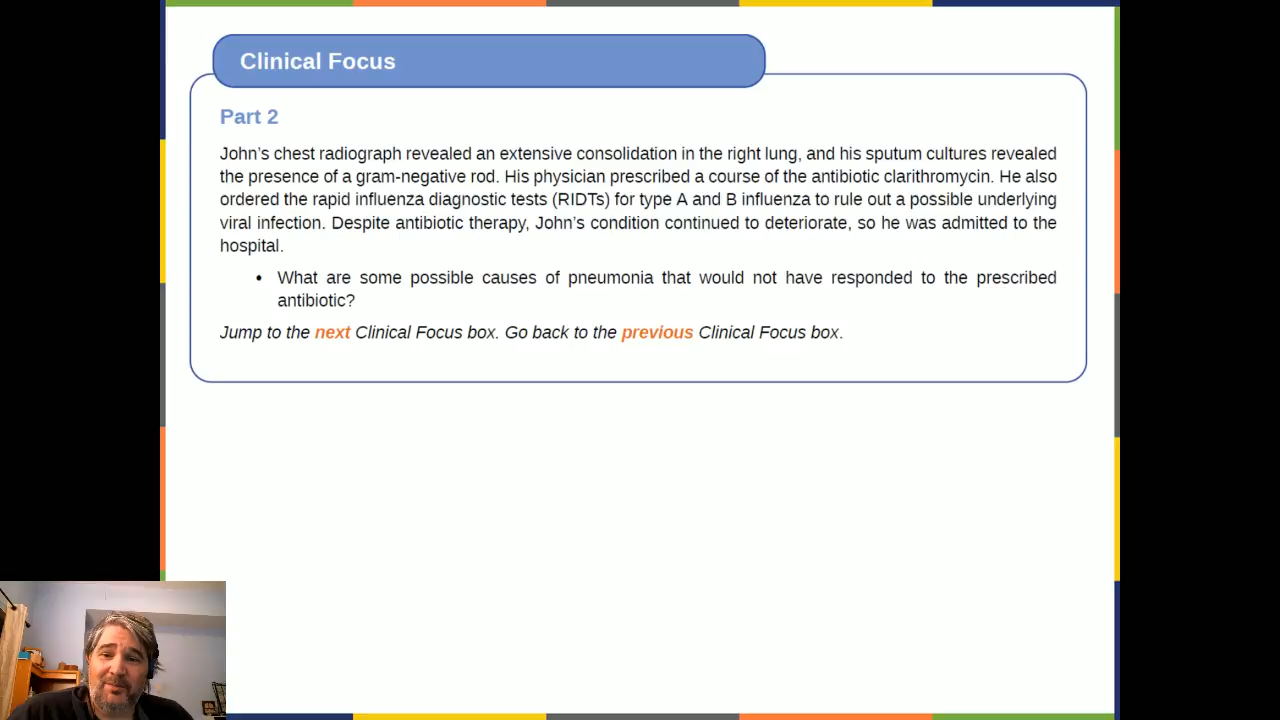 Clinical Focus
Part 2
John’s chest radiograph revealed an extensive consolidation in the right lung, and his sputum cultures revealed
the presence of a gram-negative rod. His physician prescribed a course of the antibiotic clarithromycin. He also
ordered the rapid influenza diagnostic tests (RIDTs) for type A and B influenza to rule out a possible underlying
viral infection. Despite antibiotic therapy, John’s condition continued to deteriorate, so he was admitted to the
hospital.
• What are some possible causes of pneumonia that would not have responded to the prescribed
antibiotic?
Jump to the next Clinical Focus box. Go back to the previous Clinical Focus box.